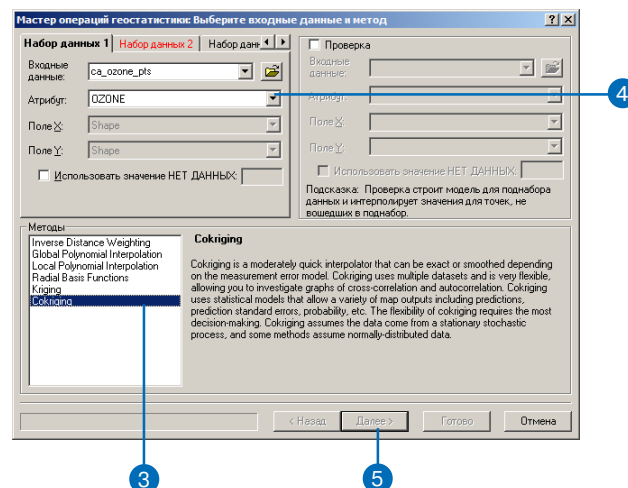 Мастер операций геостатистики: Выберите входные данные и метод
Набор данных 1
Набор данных 2
Набор данн
Входные данные:
ca_ozone_pts
Атрибут:
OZONE
4
Поле X:
Shape
Поле Y:
Shape
Использовать значение НЕТ ДАННЫХ:
Проверка
Входные данные:
Атрибут:
Поле X:
Поле Y:
Использовать значение НЕТ ДАННЫХ:
Подсказка: Проверка строит модель для поднабора
данных и интерполирует значения для точек, не
вошедших в поднабор.
Методы
Inverse Distance Weighting
Global Polynomial Interpolation
Local Polynomial Interpolation
Radial Basis Functions
Kriging
Cokriging
Cokriging
Cokriging is a moderately quick interpolator that can be exact or smoothed depending
on the measurement error model. Cokriging uses multiple datasets and is very flexible,
allowing you to investigate graphs of cross-correlation and autocorrelation. Cokriging
uses statistical models that allow a variety of map outputs including predictions,
prediction standard errors, probability, etc. The flexibility of cokriging requires the most
decision-making. Cokriging assumes the data come from a stationary stochastic
process, and some methods assume normally-distributed data.
< Назад
Далее >
Готово
Отмена
3
5